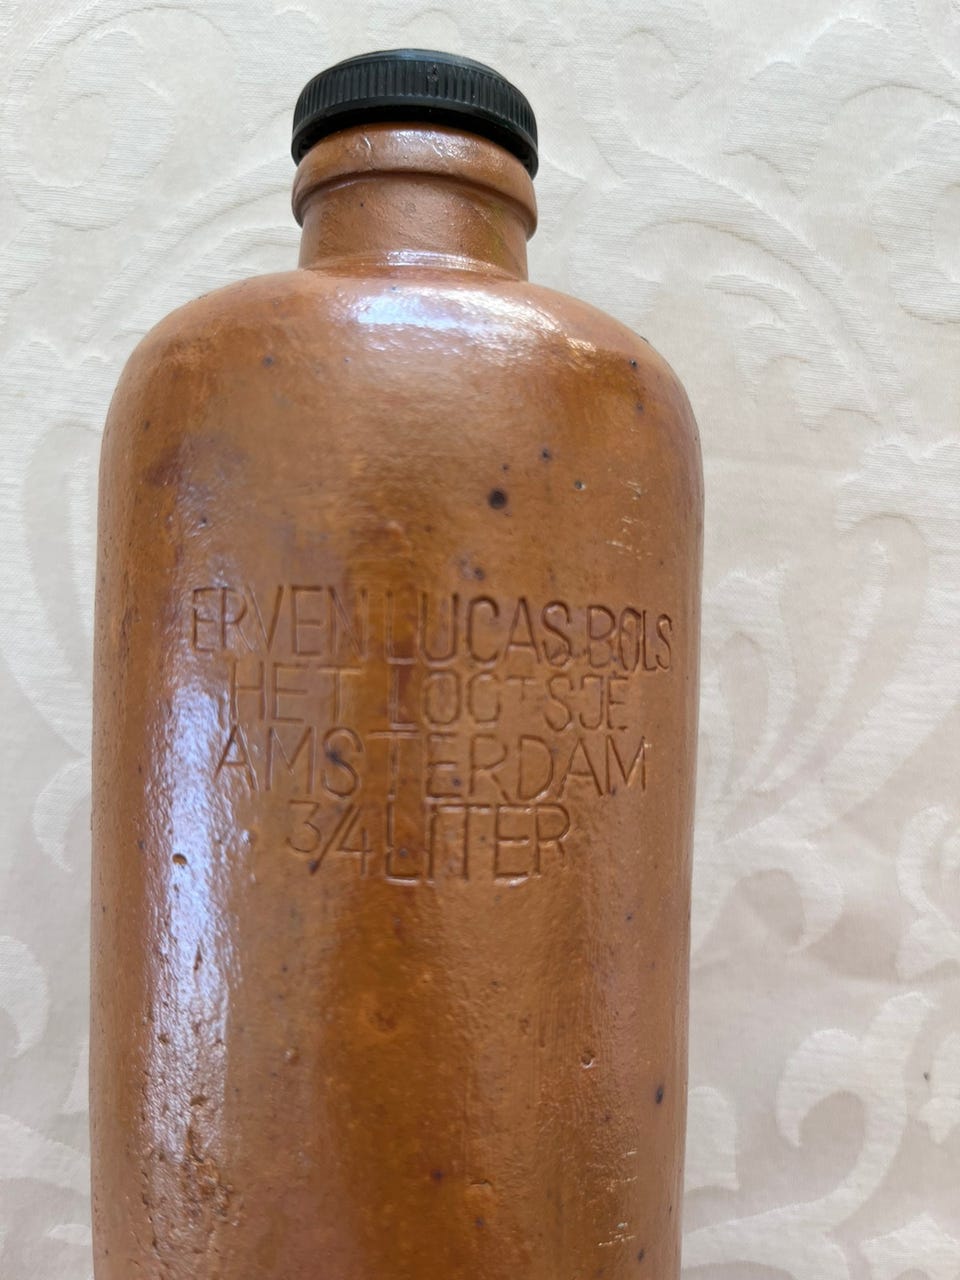 ERVEN LUCAS BOLS
HET LOOTSJE
AMSTERDAM
3/4 LITER